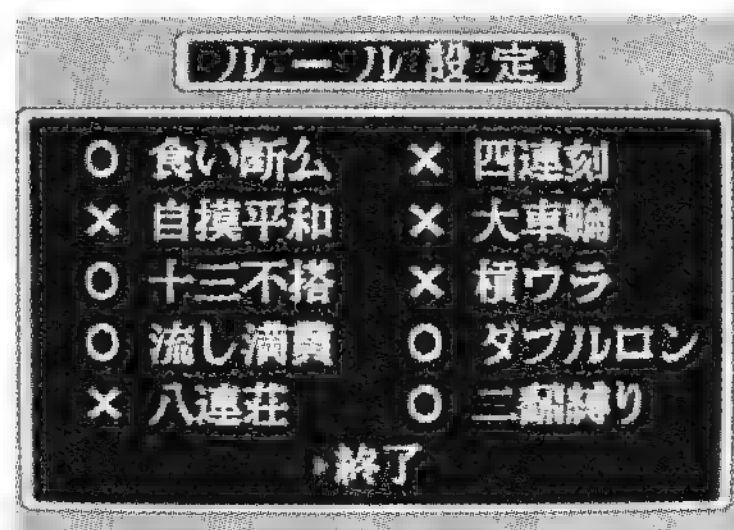 ルール設定
○ 食い断么 × 四連刻
× 自摸平和 × 大車輪
○ 十三不搭 × 槓ウラ
○ 流し満貫 ○ ダブルロン
× 八連荘 ○ 二翻縛り
終了